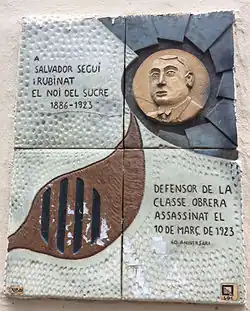 A
SALVADOR SEGUÍ
I RUBINAT
EL NOI DEL SUCRE
1886-1923
DEFENSOR DE LA
CLASSE OBRERA
ASSASSINAT EL
10 DE MARÇ DE 1923
60 ANIVERSARI